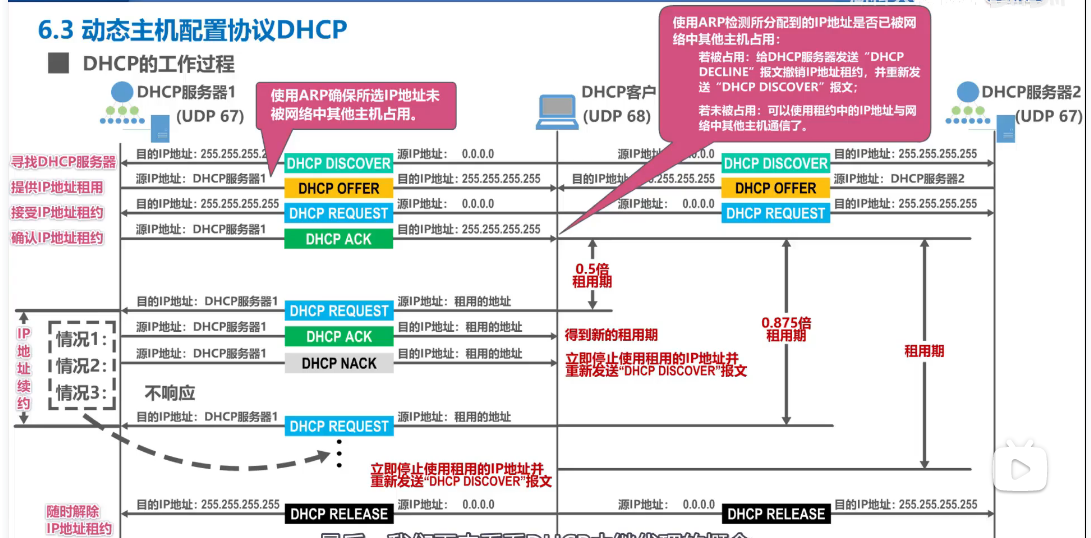 6.3 动态主机配置协议DHCP
DHCP的工作过程
使用ARP检测所分配到的IP地址是否已被网
络中其他主机占用：
若被占用：给DHCP服务器发送“DHCP
DECLINE”报文撤销IP地址租约，并重新发
送“DHCP DISCOVER”报文；
若未被占用：可以使用租约中的IP地址与网
络中其他主机通信了。
使用ARP确保所选IP地址未
被网络中其他主机占用。
DHCP服务器1
(UDP 67)
DHCP客户
(UDP 68)
DHCP服务器2
(UDP 67)
寻找DHCP服务器
目的IP地址: 255.255.255.2
DHCP DISCOVER
源IP地址: 0.0.0.0
源IP地址: .0.0.0
DHCP DISCOVER
目的IP地址: 255.255.255.255
提供IP地址租用
源IP地址: DHCP服务器1
DHCP OFFER
目的IP地址: 255.255.255.255
目的IP地址: 255.255.255.255
DHCP OFFER
源IP地址: DHCP服务器2
接受IP地址租约
目的IP地址: 255.255.255.255
DHCP REQUEST
源IP地址: 0.0.0.0
源IP地址: 0.0.0.0
DHCP REQUEST
目的IP地址: 255.255.255.255
确认IP地址租约
源IP地址: DHCP服务器1
DHCP ACK
目的IP地址: 255.255.255.255
0.5倍
租用期
0.875倍
租用期
租用期
IP
地
址
续
约
目的IP地址: DHCP服务器1
DHCP REQUEST
源IP地址: 租用的地址
情况1:
源IP地址: DHCP服务器1
DHCP ACK
目的IP地址: 租用的地址
得到新的租用期
情况2:
源IP地址: DHCP服务器1
DHCP NACK
目的IP地址: 租用的地址
立即停止使用租用的IP地址并
重新发送“DHCP DISCOVER”报文
情况3:
不响应
目的IP地址: DHCP服务器1
DHCP REQUEST
源IP地址: 租用的地址
立即停止使用租用的IP地址并
重新发送“DHCP DISCOVER”报文
随时解除
IP地址租约
目的IP地址: 255.255.255.255
DHCP RELEASE
源IP地址: 0.0.0.0
源IP地址: 0.0.0.0
DHCP RELEASE
目的IP地址: 255.255.255.255